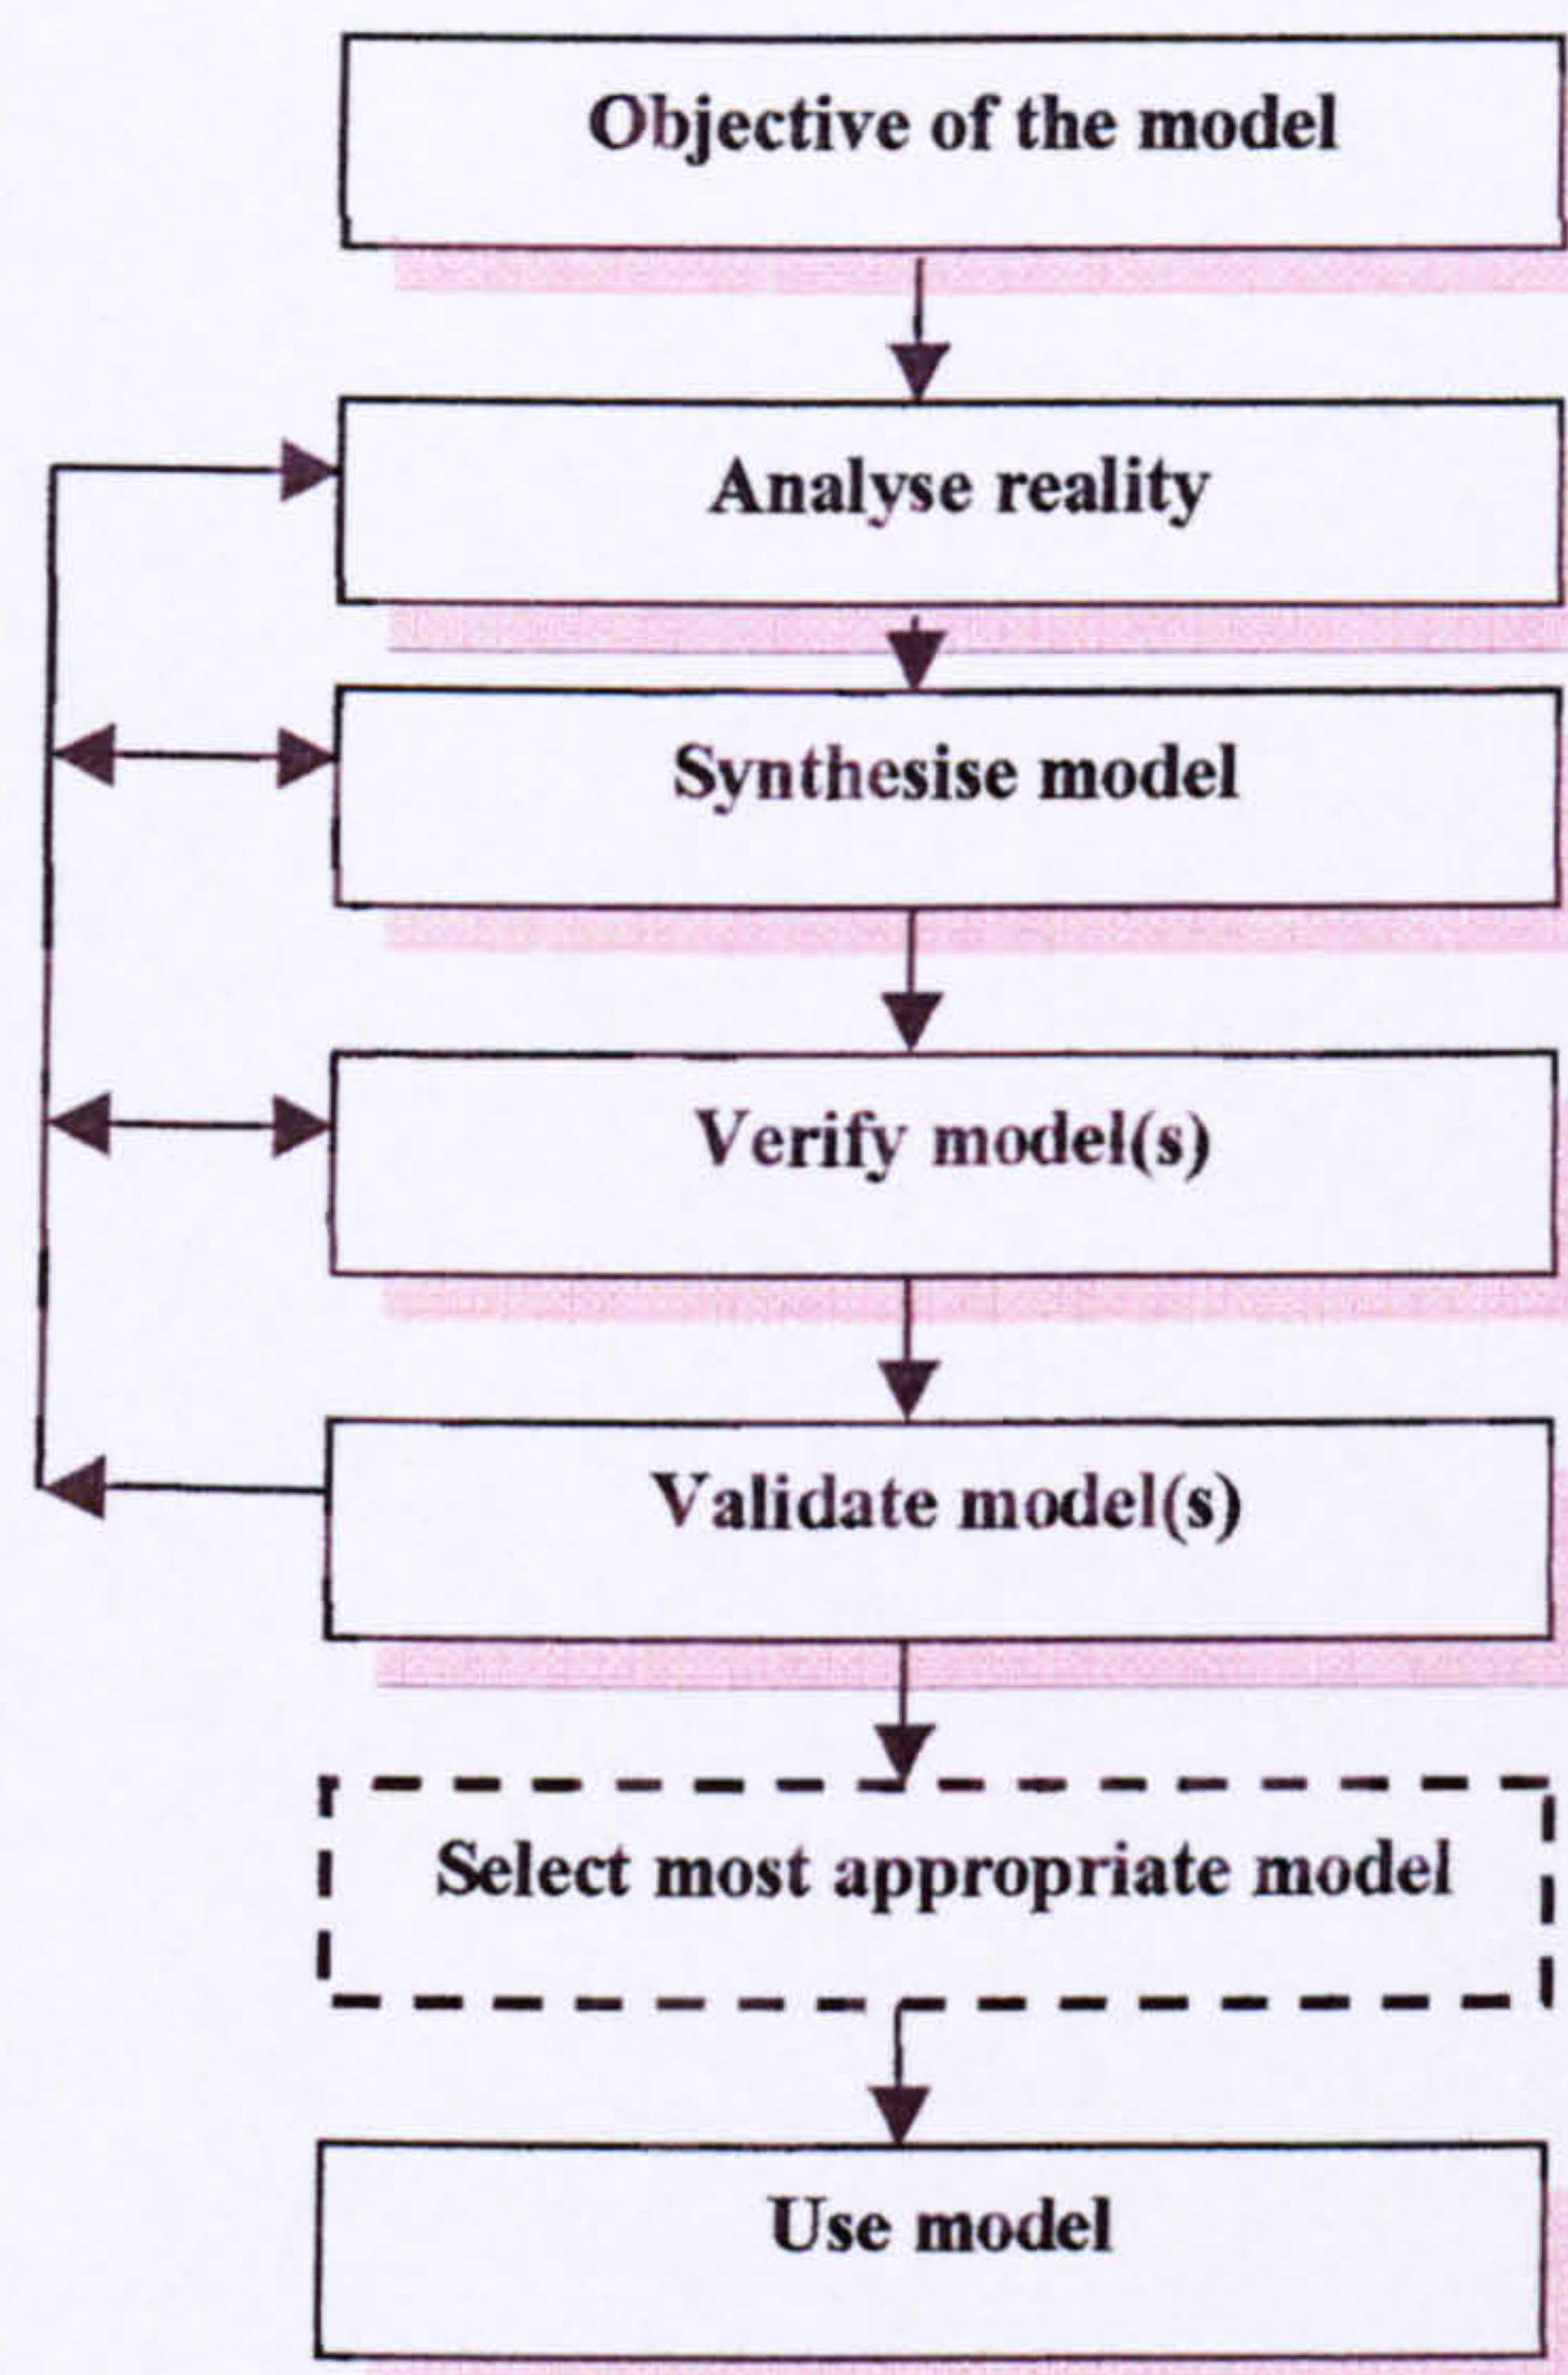 Objective of the model
Analyse reality
Synthesise model
Verify model(s)
Validate model(s)
Select most appropriate model
Use model